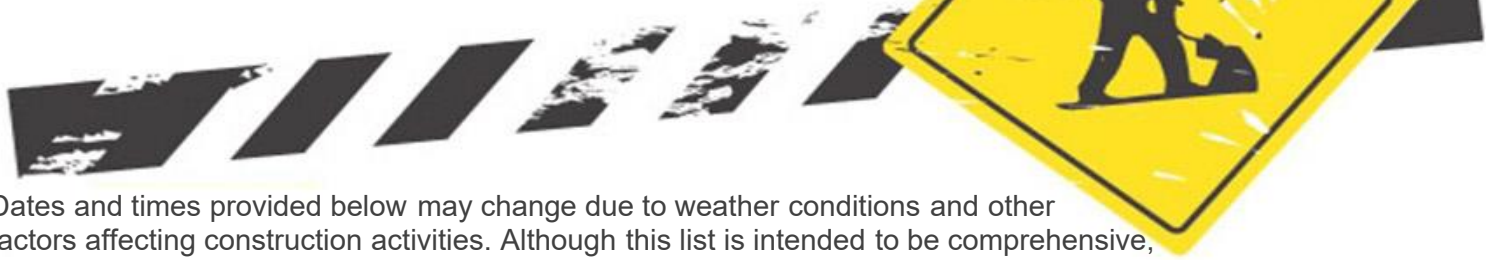 Dates and times provided below may change due to weather conditions and other
actors affecting construction activities. Although this list is intended to be comprehensive,